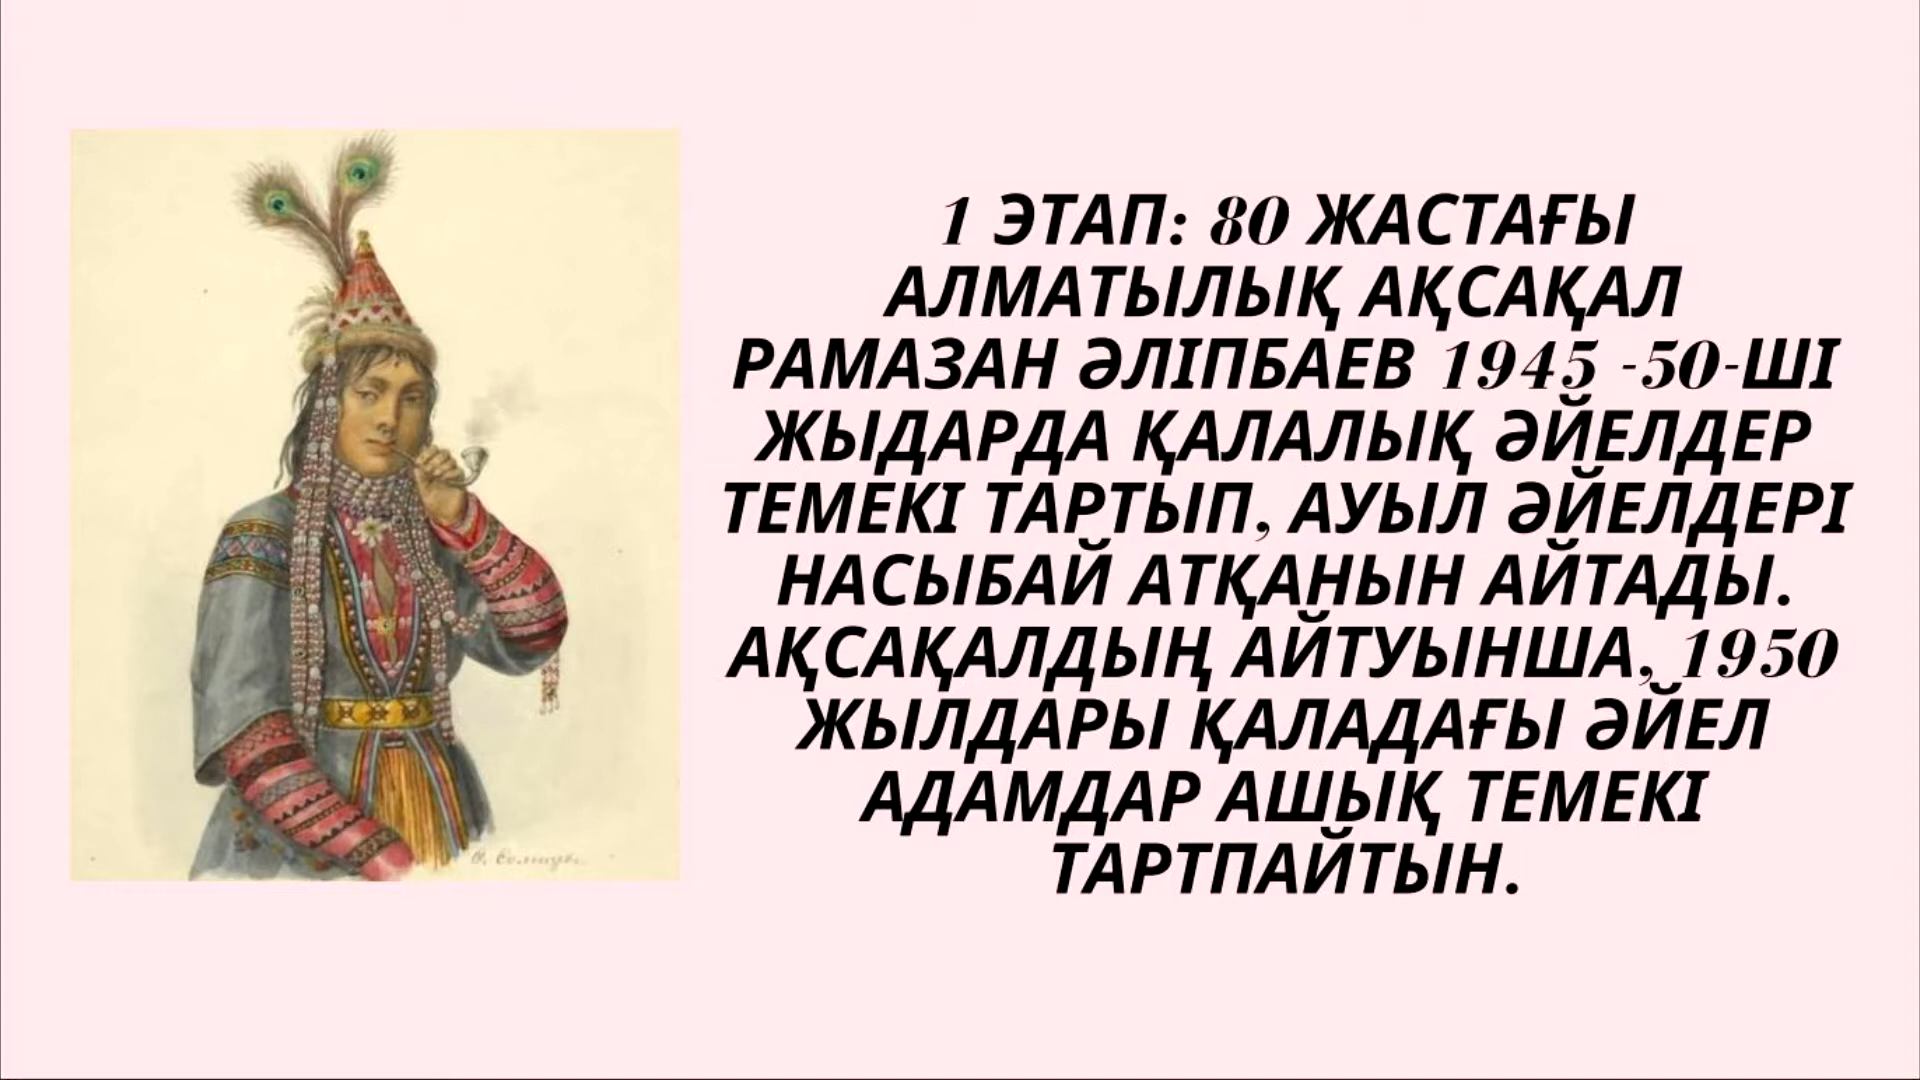 1 ЭТАП: 80 ЖАСТАҒЫ
АЛМАТЫЛЫҚ АҚСАҚАЛ
РАМАЗАН ӘЛІПБАЕВ 1945 -50-ШІ
ЖЫДАРДА ҚАЛАЛЫҚ ӘЙЕЛДЕР
ТЕМЕКІ ТАРТЫП, АУЫЛ ӘЙЕЛДЕРІ
НАСЫБАЙ АТҚАНЫН АЙТАДЫ.
АҚСАҚАЛДЫҢ АЙТУЫНША, 1950
ЖЫЛДАРЫ ҚАЛАДАҒЫ ӘЙЕЛ
АДАМДАР АШЫҚ ТЕМЕКІ
ТАРТПАЙТЫН.